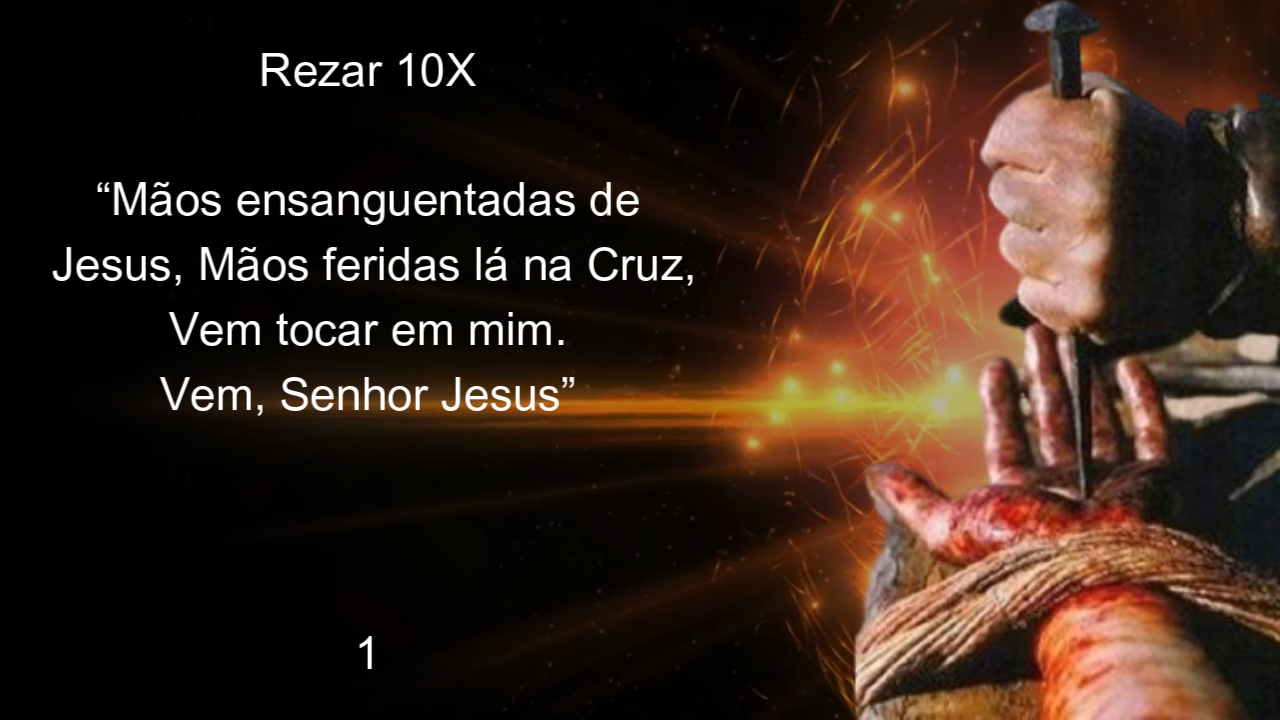 Rezar 10X
“Mãos ensanguentadas de
Jesus, Mãos feridas lá na Cruz,
Vem tocar em mim.
Vem, Senhor Jesus”
1